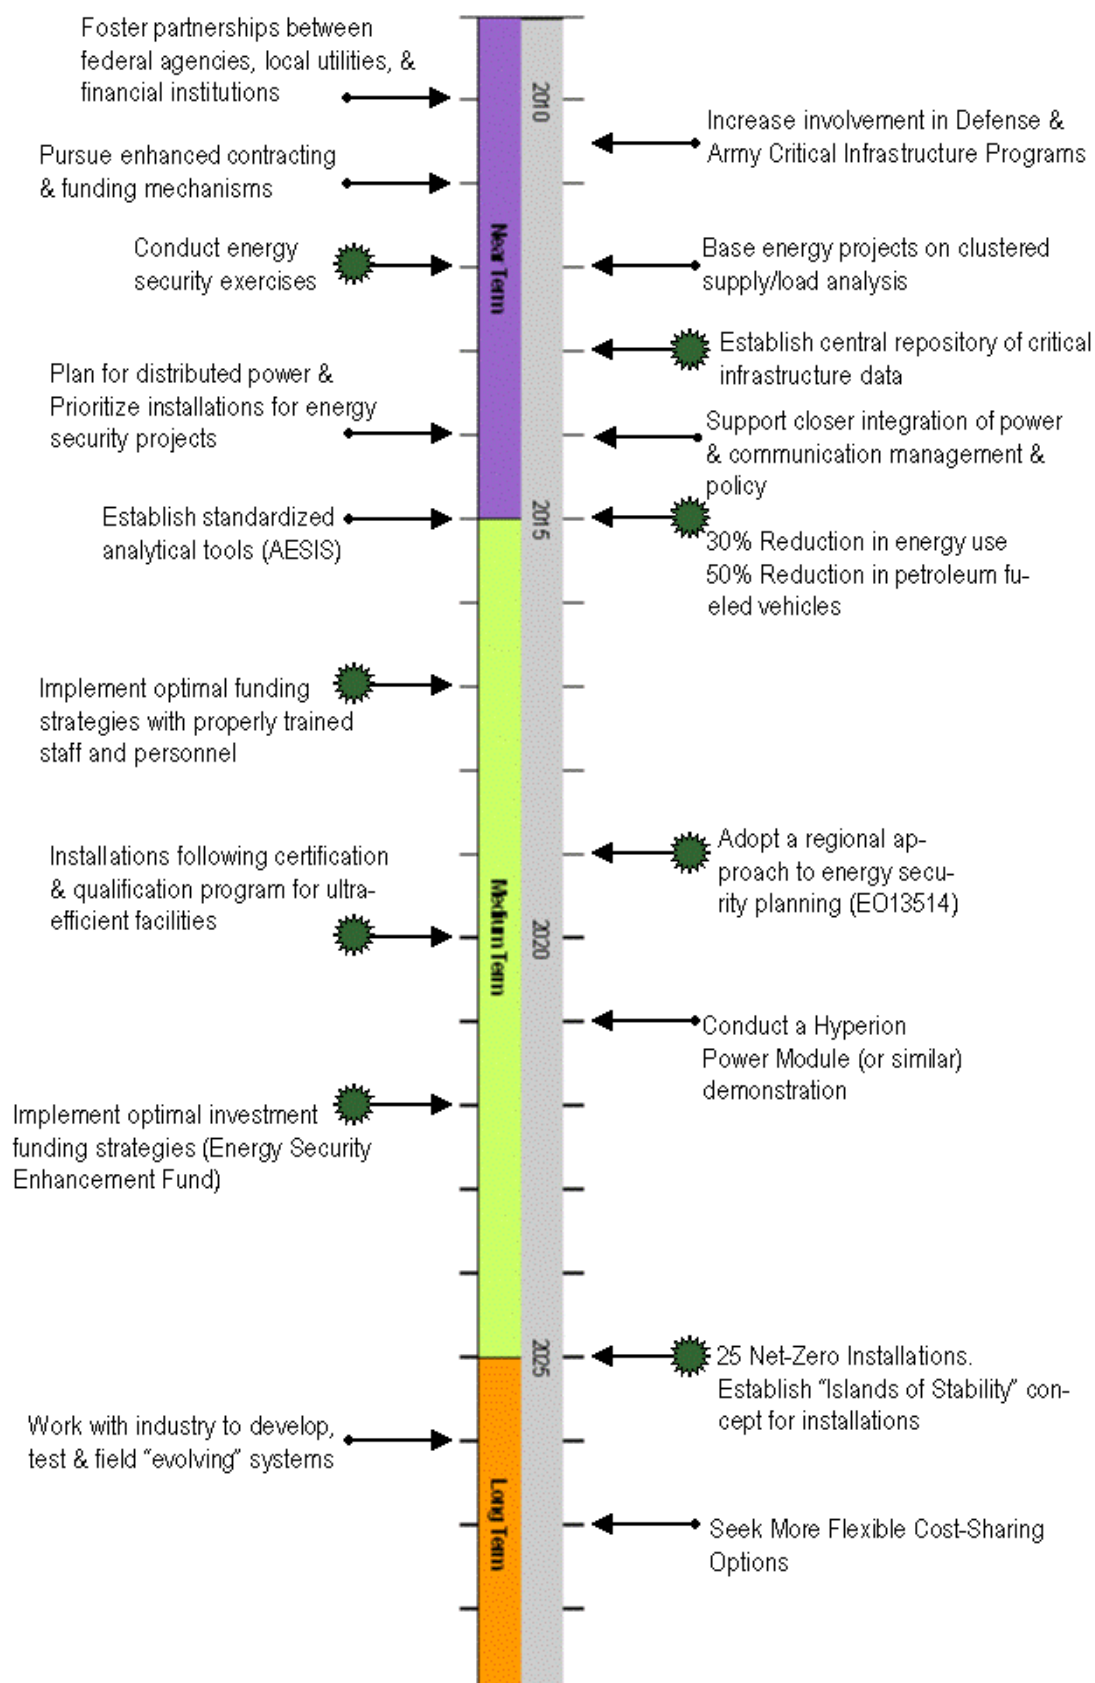 Foster partnerships between
federal agencies, local utilities, &
financial institutions
2010
Increase involvement in Defense &
Army Critical Infrastructure Programs
Pursue enhanced contracting
& funding mechanisms
Near Term
Conduct energy
security exercises
Base energy projects on clustered
supply/load analysis
Establish central repository of critical
infrastructure data
Plan for distributed power &
Prioritize installations for energy
security projects
Support closer integration of power
& communication management &
policy
Establish standardized
analytical tools (AESIS)
2015
30% Reduction in energy use
50% Reduction in petroleum fu-
eled vehicles
Implement optimal funding
strategies with properly trained
staff and personnel
Adopt a regional ap-
proach to energy secu-
rity planning (EO13514)
Installations following certification
& qualification program for ultra-
efficient facilities
Medium Term
2020
Conduct a Hyperion
Power Module (or similar)
demonstration
Implement optimal investment
funding strategies (Energy Security
Enhancement Fund)
2025
25 Net-Zero Installations.
Establish “Islands of Stability” con-
cept for installations
Work with industry to develop,
test & field “evolving” systems
Long Term
Seek More Flexible Cost-Sharing
Options